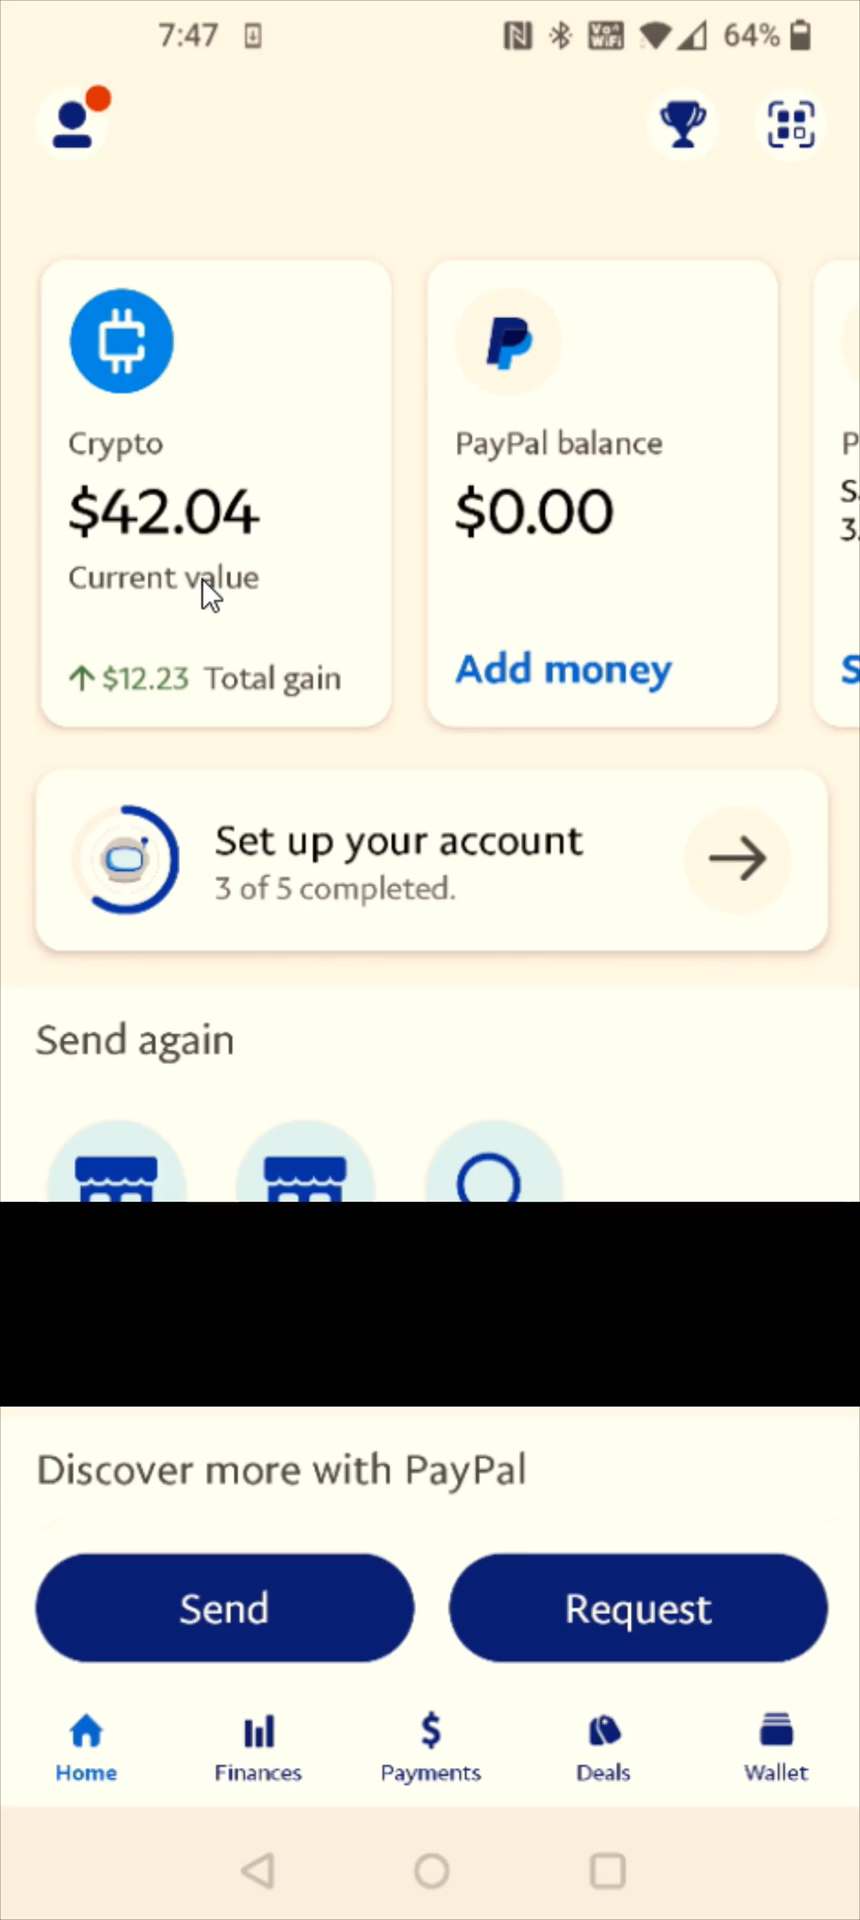 7:47
Von WiFi
64%
Crypto
$42.04
Current value
$12.23 Total gain
PayPal balance
$0.00
Add money
Set up your account
3 of 5 completed.
Send again
Discover more with PayPal
Send
Request
Home
Finances
Payments
Deals
Wallet